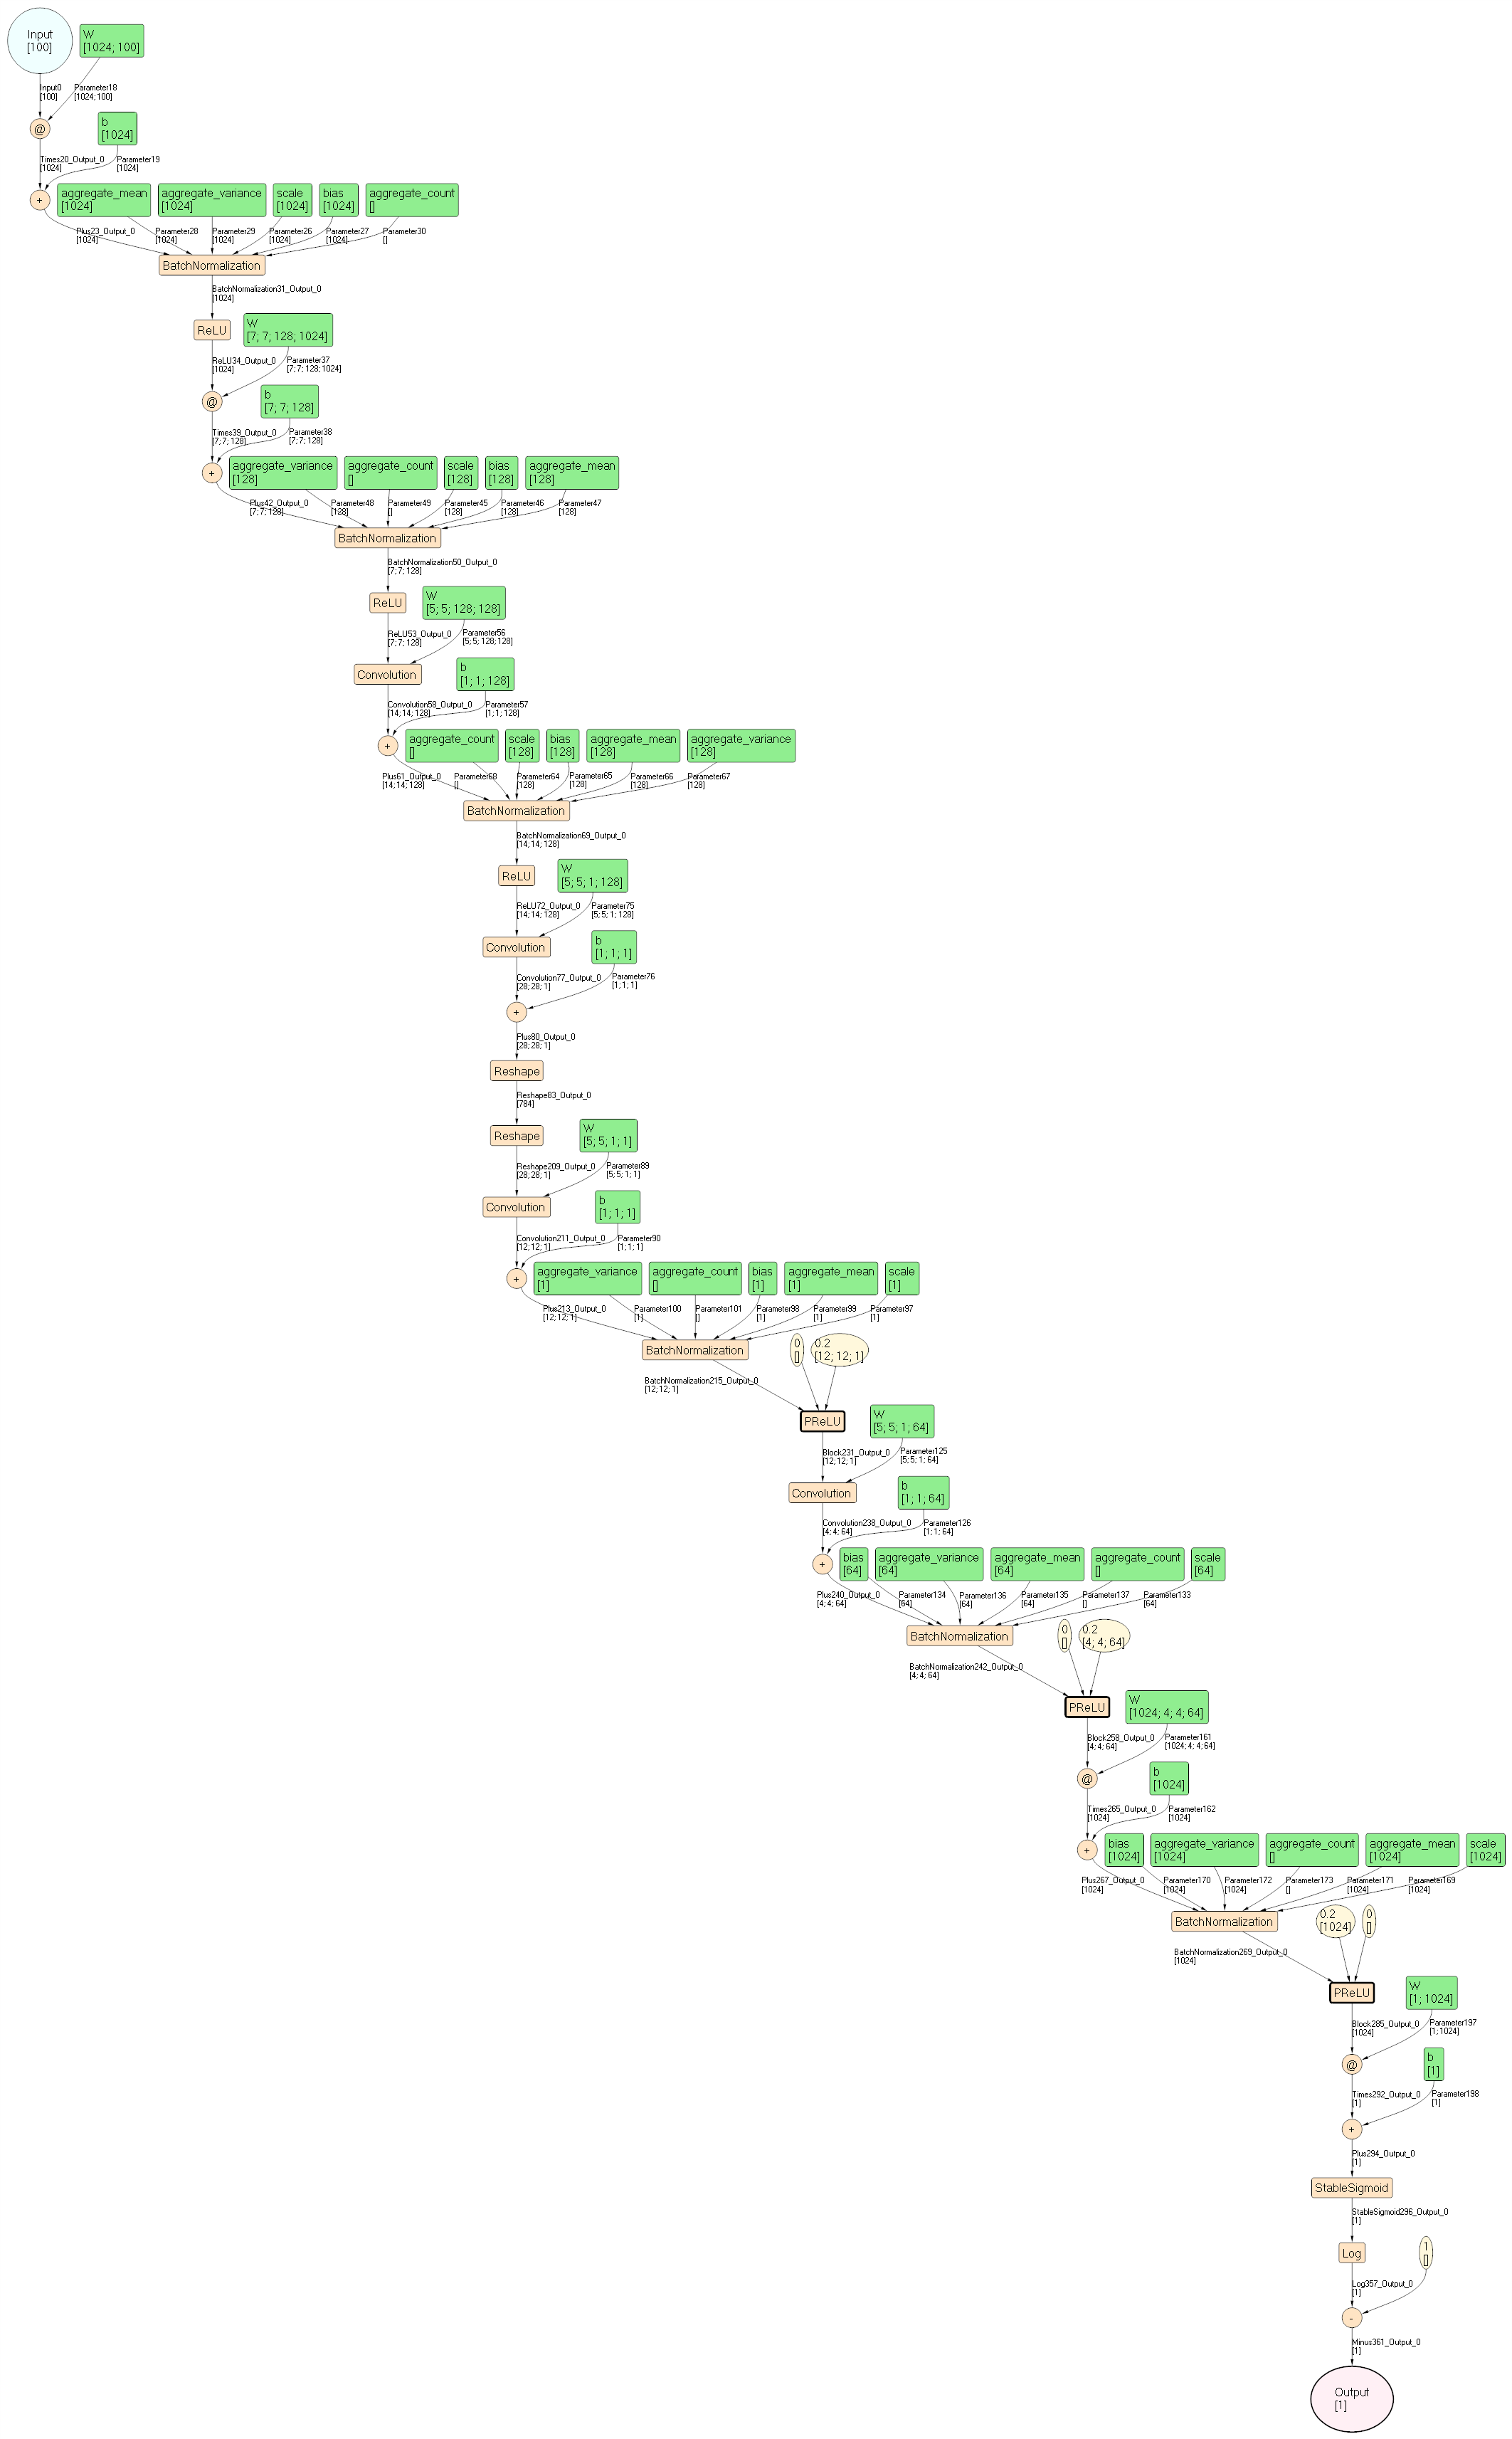 Input
[100]
W
[1024; 100]
Input0
[100]
Parameter18
[1024; 100]
@
b
[1024]
Times20_Output_0
[1024]
Parameter19
[1024]
+
aggregate_mean
[1024]
aggregate_variance
[1024]
scale
[1024]
bias
[1024]
aggregate_count
[]
Plus23_Output_0
[1024]
Parameter28
[1024]
Parameter29
[1024]
Parameter26
[1024]
Parameter27
[1024]
Parameter30
[]
BatchNormalization
BatchNormalization31_Output_0
[1024]
ReLU
W
[7; 7; 128; 1024]
ReLU34_Output_0
[1024]
Parameter37
[7; 7; 128; 1024]
@
b
[7; 7; 128]
Times39_Output_0
[7; 7; 128]
Parameter38
[7; 7; 128]
+
aggregate_variance
[128]
aggregate_count
[]
scale
[128]
bias
[128]
aggregate_mean
[128]
Plus42_Output_0
[7; 7; 128]
Parameter48
[128]
Parameter49
[]
Parameter45
[128]
Parameter46
[128]
Parameter47
[128]
BatchNormalization
BatchNormalization50_Output_0
[7; 7; 128]
ReLU
W
[5; 5; 128; 128]
ReLU53_Output_0
[7; 7; 128]
Parameter56
[5; 5; 128; 128]
Convolution
b
[1; 1; 128]
Convolution58_Output_0
[14; 14; 128]
Parameter57
[1; 1; 128]
+
aggregate_count
[]
scale
[128]
bias
[128]
aggregate_mean
[128]
aggregate_variance
[128]
Plus61_Output_0
[14; 14; 128]
Parameter68
[]
Parameter64
[128]
Parameter65
[128]
Parameter66
[128]
Parameter67
[128]
BatchNormalization
BatchNormalization69_Output_0
[14; 14; 128]
ReLU
W
[5; 5; 1; 128]
ReLU72_Output_0
[14; 14; 128]
Parameter75
[5; 5; 1; 128]
Convolution
b
[1; 1; 1]
Convolution77_Output_0
[28; 28; 1]
Parameter76
[1; 1; 1]
+
Plus80_Output_0
[28; 28; 1]
Reshape
Reshape83_Output_0
[784]
Reshape
W
[5; 5; 1; 1]
Reshape209_Output_0
[28; 28; 1]
Parameter89
[5; 5; 1; 1]
Convolution
b
[1; 1; 1]
Convolution211_Output_0
[12; 12; 1]
Parameter90
[1; 1; 1]
+
aggregate_variance
[1]
aggregate_count
[]
bias
[1]
aggregate_mean
[1]
scale
[1]
Plus213_Output_0
[12; 12; 1]
Parameter100
[1]
Parameter101
[]
Parameter98
[1]
Parameter99
[1]
Parameter97
[1]
BatchNormalization
0
[]
0.2
[12; 12; 1]
BatchNormalization215_Output_0
[12; 12; 1]
PReLU
W
[5; 5; 1; 64]
Block231_Output_0
[12; 12; 1]
Parameter125
[5; 5; 1; 64]
Convolution
b
[1; 1; 64]
Convolution238_Output_0
[4; 4; 64]
Parameter126
[1; 1; 64]
+
bias
[64]
aggregate_variance
[64]
aggregate_mean
[64]
aggregate_count
[]
scale
[64]
Plus240_Output_0
[4; 4; 64]
Parameter134
[64]
Parameter136
[64]
Parameter135
[64]
Parameter137
[]
Parameter133
[64]
BatchNormalization
0
[]
0.2
[4; 4; 64]
BatchNormalization242_Output_0
[4; 4; 64]
PReLU
W
[1024; 4; 4; 64]
Block258_Output_0
[4; 4; 64]
Parameter161
[1024; 4; 4; 64]
@
b
[1024]
Times265_Output_0
[1024]
Parameter162
[1024]
+
bias
[1024]
aggregate_variance
[1024]
aggregate_count
[]
aggregate_mean
[1024]
scale
[1024]
Plus267_Output_0
[1024]
Parameter170
[1024]
Parameter172
[1024]
Parameter173
[]
Parameter171
[1024]
Parameter169
[1024]
BatchNormalization
0.2
[1024]
0
[]
BatchNormalization269_Output_0
[1024]
PReLU
W
[1; 1024]
Block285_Output_0
[1024]
Parameter197
[1; 1024]
@
b
[1]
Times292_Output_0
[1]
Parameter198
[1]
+
Plus294_Output_0
[1]
StableSigmoid
StableSigmoid296_Output_0
[1]
Log
1
[]
Log357_Output_0
[1]
-
Minus361_Output_0
[1]
Output
[1]